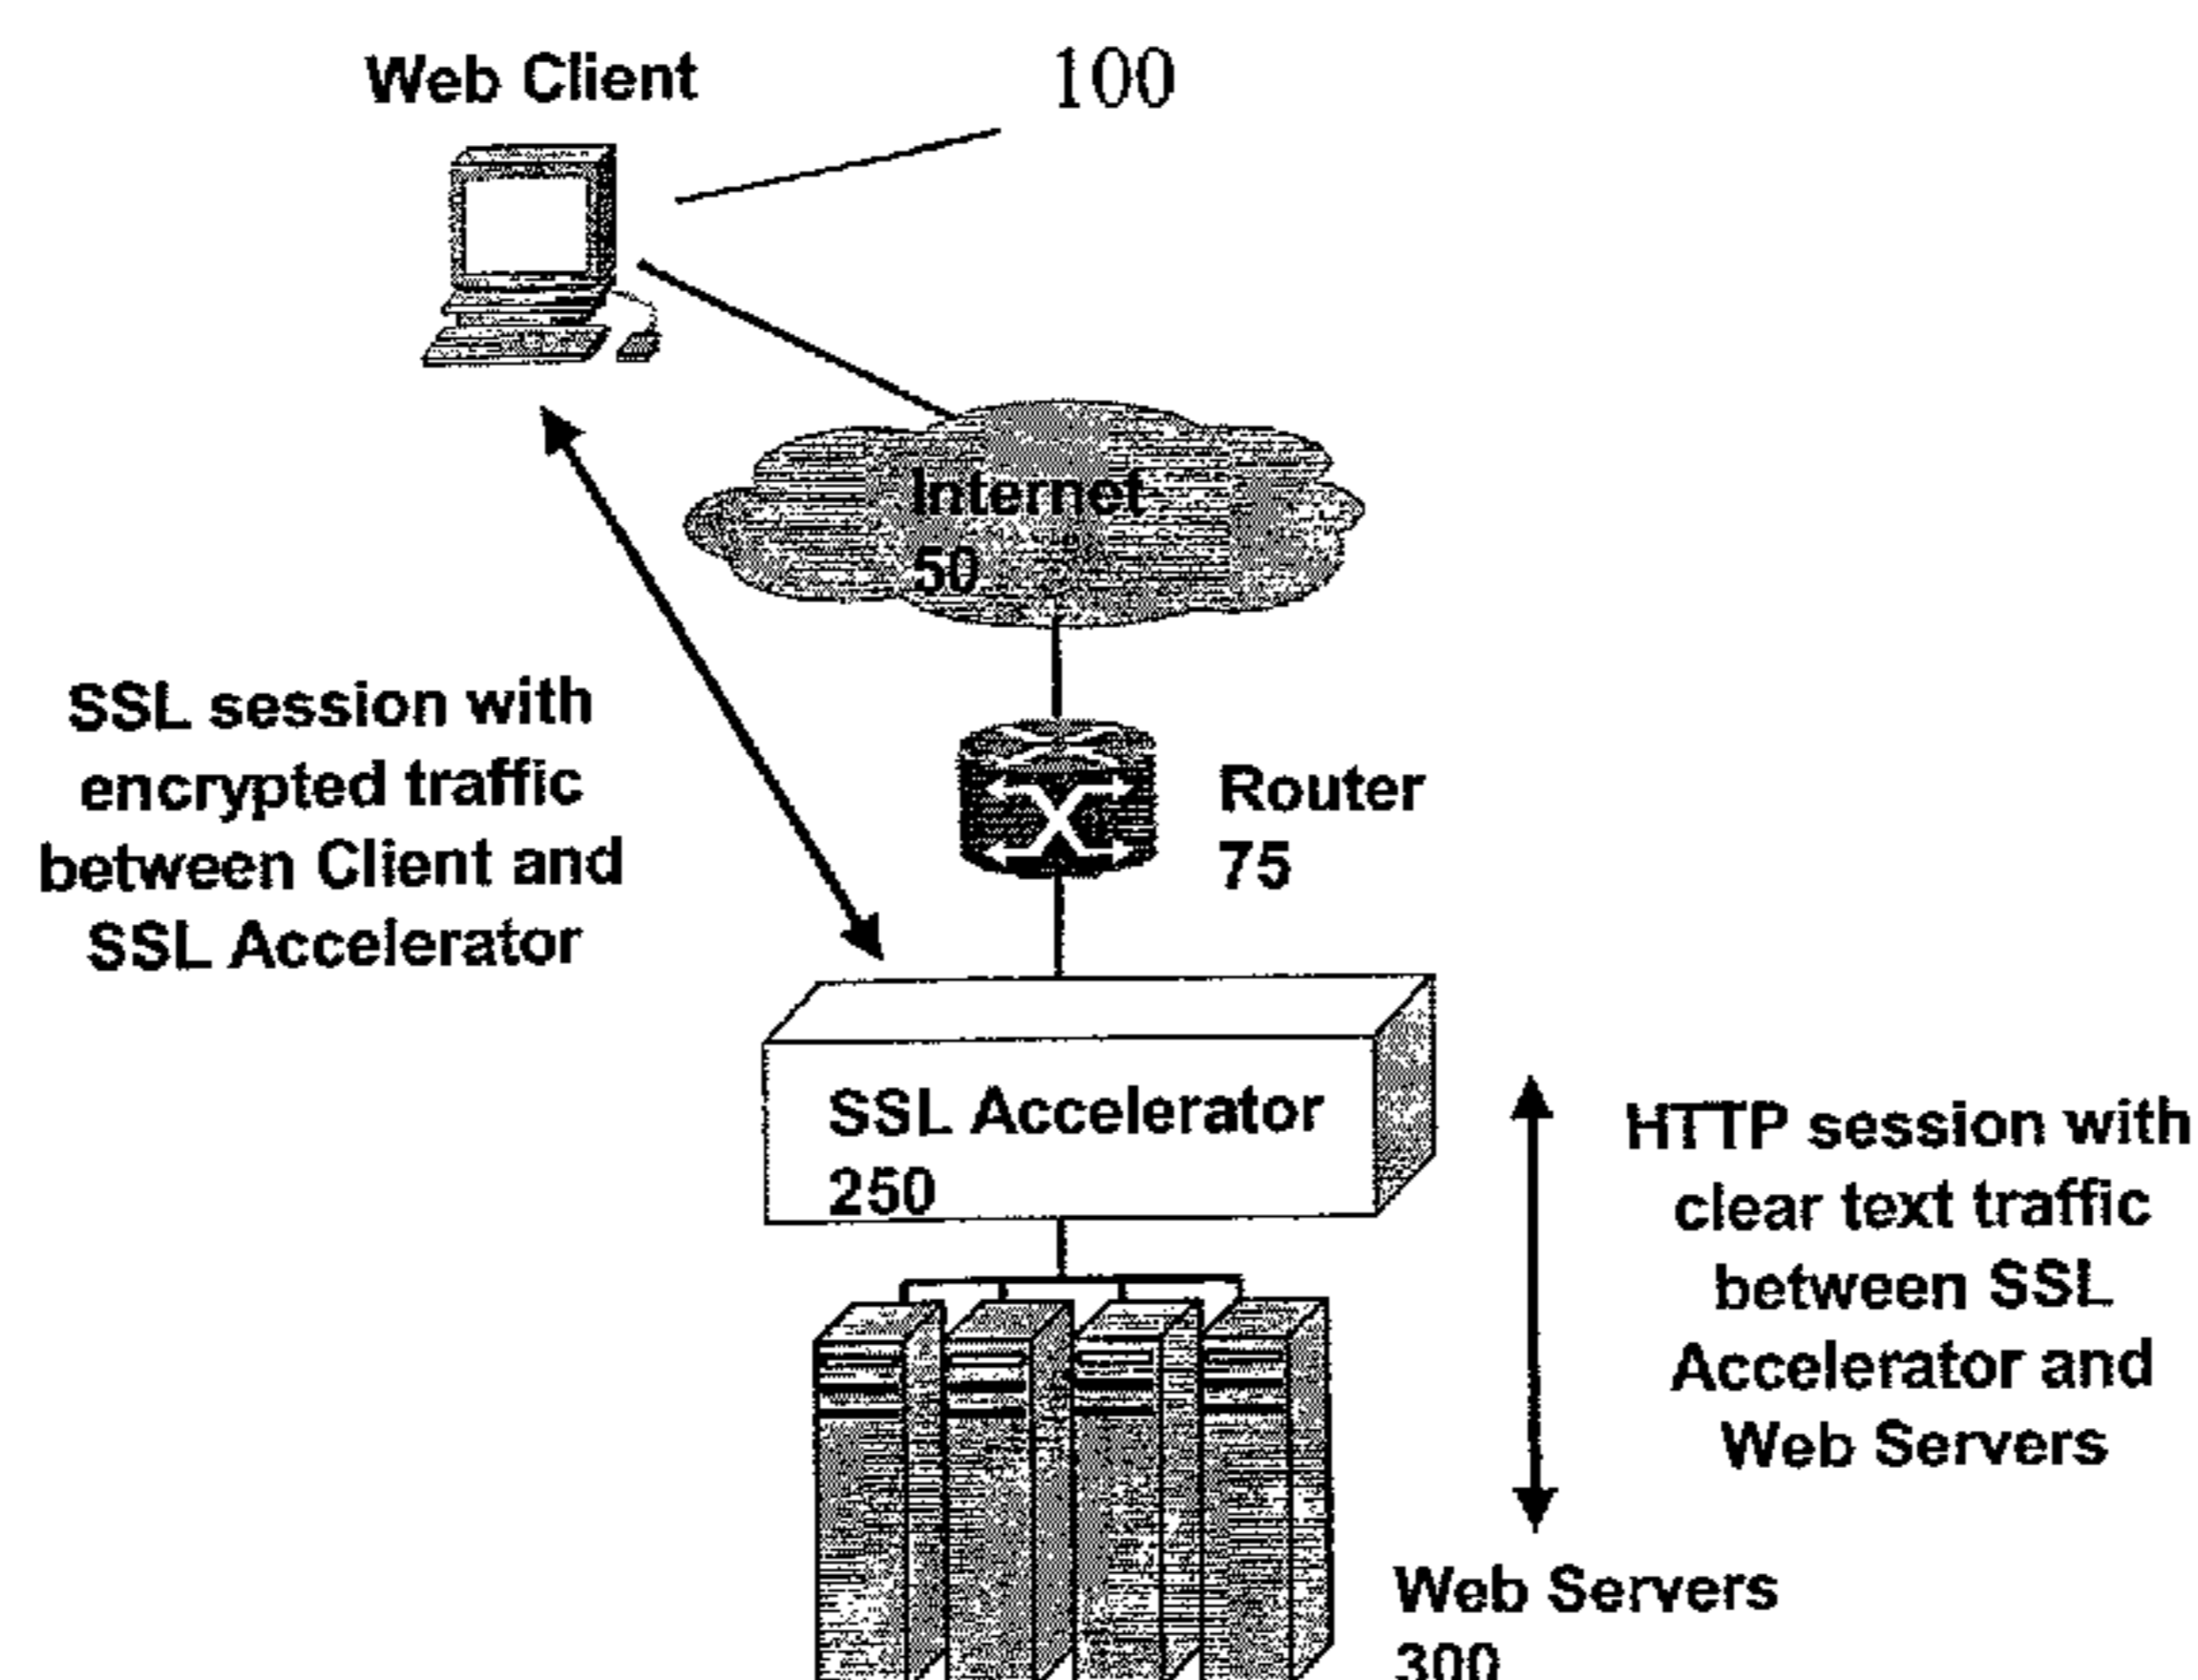 Web Client
100
Internet
50
SSL session with
encrypted traffic
between Client and
SSL Accelerator
Router
75
SSL Accelerator
250
HTTP session with
clear text traffic
between SSL
Accelerator and
Web Servers
Web Servers
300